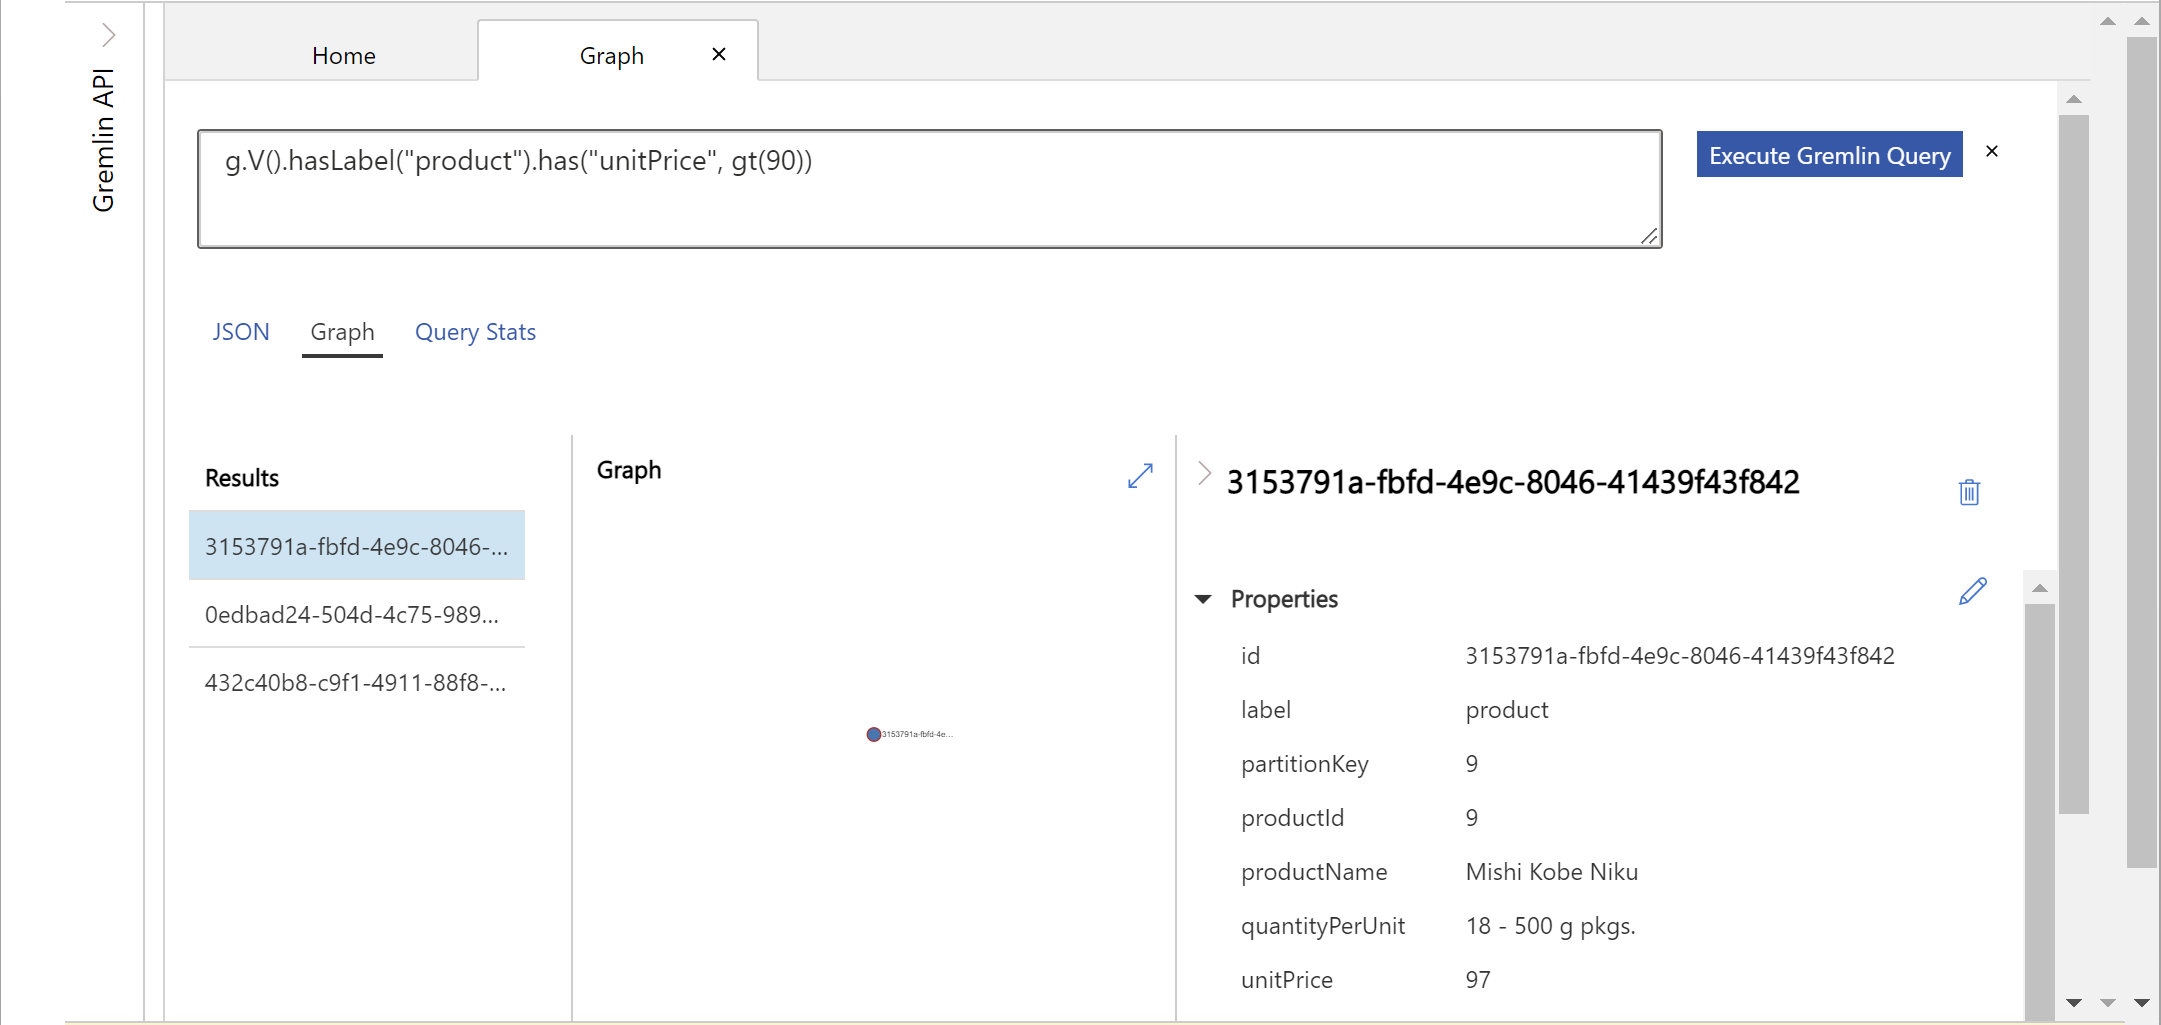 Gremlin API
Home
Graph
g.V().hasLabel("product").has("unitPrice", gt(90))
Execute Gremlin Query
JSON
Graph
Query Stats
Results
3153791a-fbfd-4e9c-8046-...
0edbad24-504d-4c75-989...
432c40b8-c9f1-4911-88f8-...
Graph
3153791a-fbfd-4e...
3153791a-fbfd-4e9c-8046-41439f43f842
Properties
id 3153791a-fbfd-4e9c-8046-41439f43f842
label product
partitionKey 9
productId 9
productName Mishi Kobe Niku
quantityPerUnit 18 - 500 g pkgs.
unitPrice 97